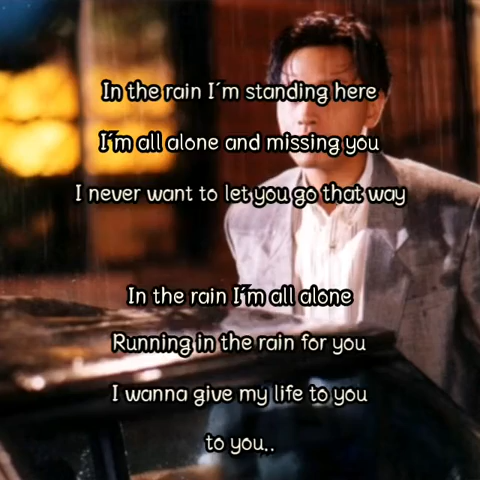 In the rain I´m standing here
I´m all alone and missing you
I never want to let you go that way
In the rain I´m all alone
Running in the rain for you
I wanna give my life to you
to you..